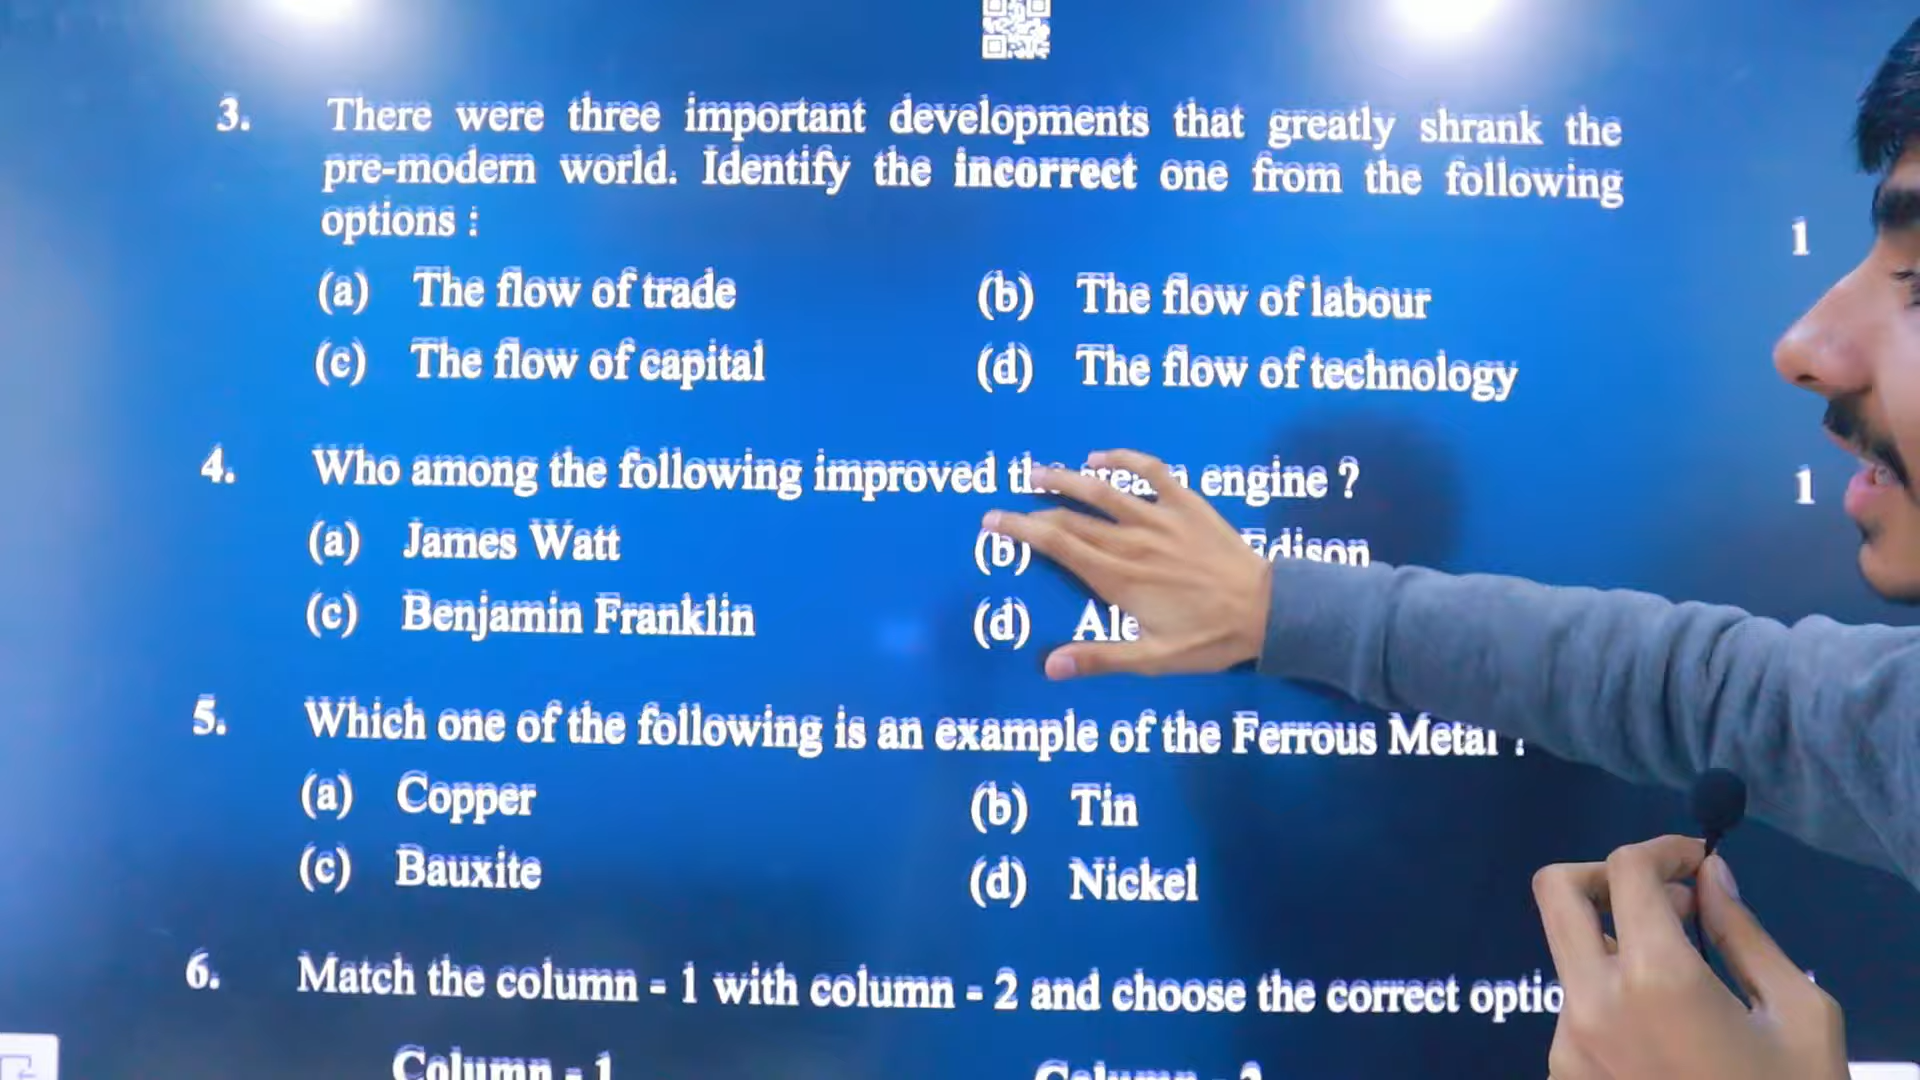 3. There were three important developments that greatly shrank the
pre-modern world. Identify the incorrect one from the following
options :
1
(a) The flow of trade (b) The flow of labour
(c) The flow of capital (d) The flow of technology
4. Who among the following improved the steam engine ?
1
(a) James Watt (b) Edison
(c) Benjamin Franklin (d) Ale
5. Which one of the following is an example of the Ferrous Metal
(a) Copper (b) Tin
(c) Bauxite (d) Nickel
6. Match the column - 1 with column - 2 and choose the correct optio
Column - 1 Column - 2